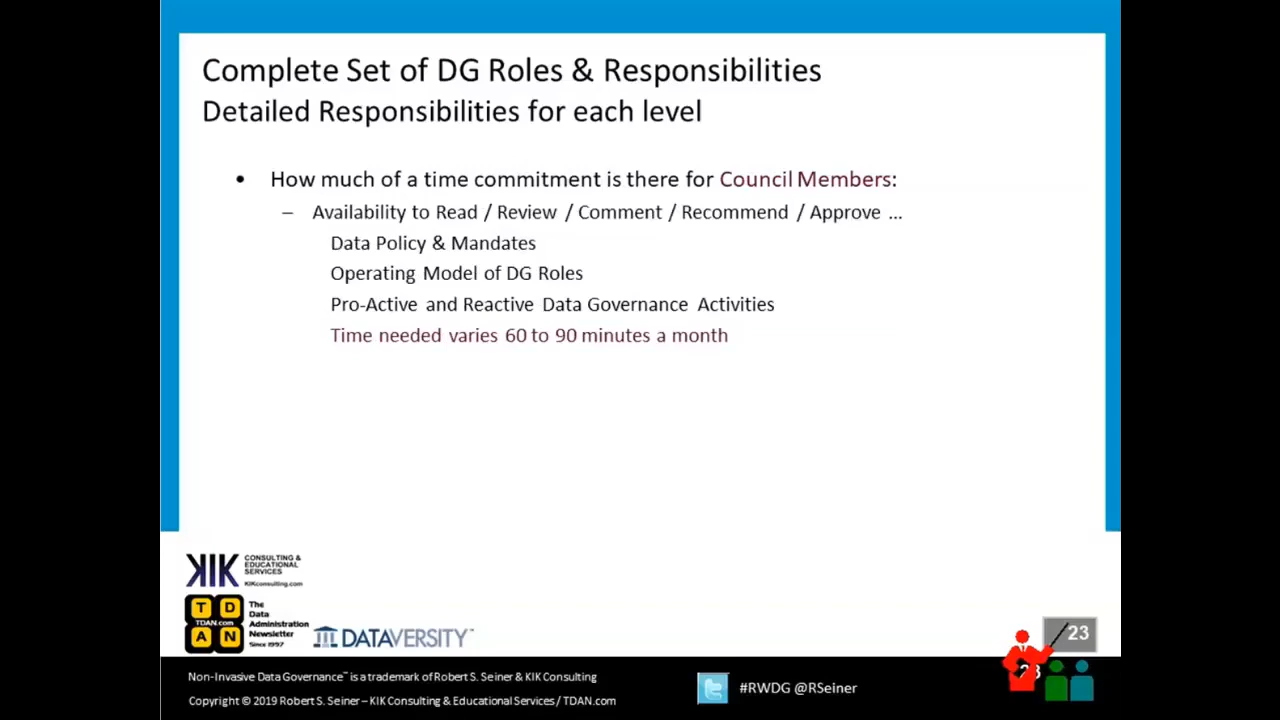 Complete Set of DG Roles & Responsibilities
Detailed Responsibilities for each level
• How much of a time commitment is there for Council Members:
– Availability to Read / Review / Comment / Recommend / Approve ...
Data Policy & Mandates
Operating Model of DG Roles
Pro-Active and Reactive Data Governance Activities
Time needed varies 60 to 90 minutes a month
KIK CONSULTING &
EDUCATIONAL
SERVICES
KIKconsulting.com
T D
TDAN.com
A N
The
Data
Administration
Newsletter
Since 1997
DATAVERSITY™
23
23
Non-Invasive Data Governance™ is a trademark of Robert S. Seiner & KIK Consulting
Copyright © 2019 Robert S. Seiner – KIK Consulting & Educational Services / TDAN.com
#RWDG @RSeiner